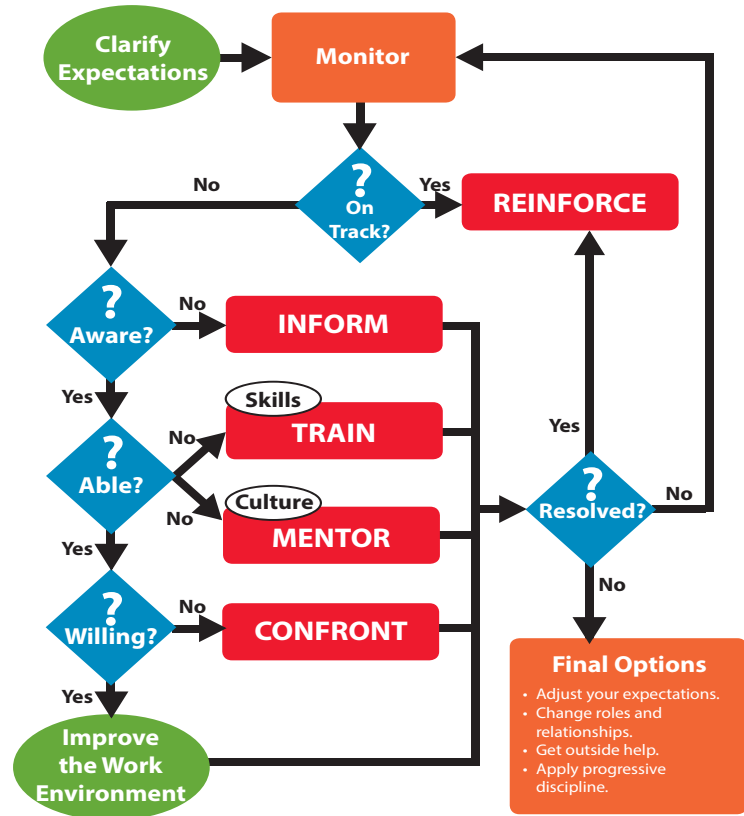 Clarify
Expectations
Monitor
No
?
On
Track?
Yes
REINFORCE
?
Aware?
No
INFORM
Yes
Skills
TRAIN
No
?
Able?
Culture
No
MENTOR
Yes
?
Resolved?
Yes
No
?
Willing?
No
CONFRONT
No
Yes
Improve
the Work
Environment
Final Options
• Adjust your expectations.
• Change roles and
relationships.
• Get outside help.
• Apply progressive
discipline.